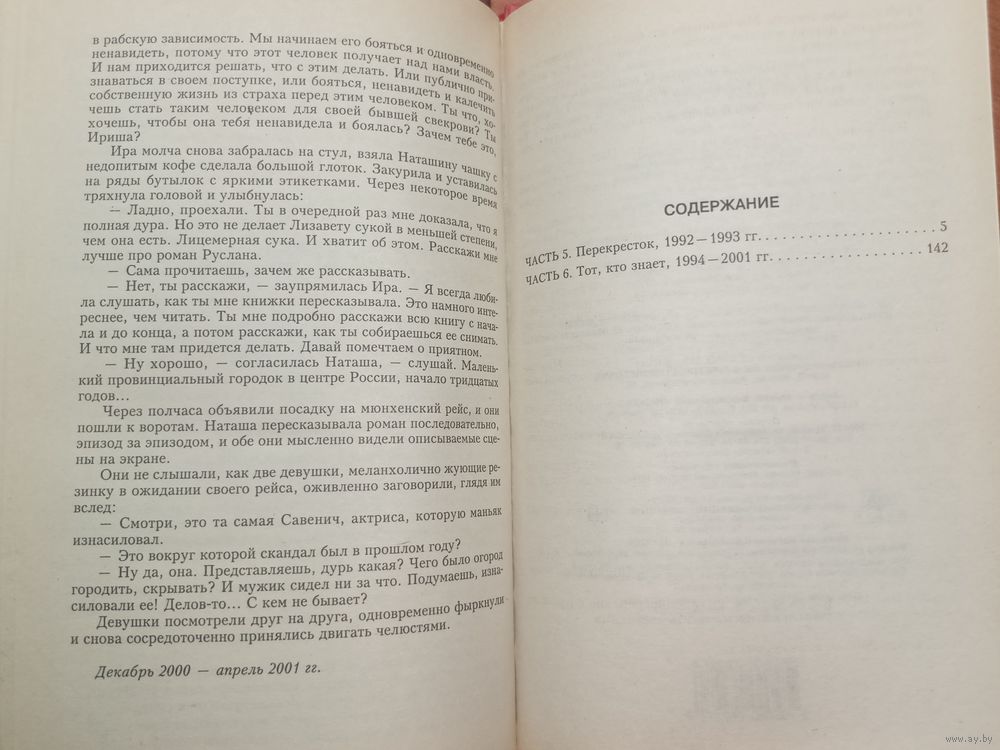 в рабскую зависимость. Мы начинаем его бояться и одновременно
ненавидеть, потому что этот человек получает над нами власть.
И нам приходится решать, что с этим делать. Или публично при-
знаваться в своем поступке, или бояться, ненавидеть и калечить
собственную жизнь из страха перед этим человеком. Ты что, хо-
чешь стать таким человеком для своей бывшей свекрови? Ты
хочешь, чтобы она тебя ненавидела и боялась? Зачем тебе это,
Ириша?
Ира молча снова забралась на стул, взяла Наташину чашку с
недопитым кофе сделала большой глоток. Закурила и уставилась
на ряды бутылок с яркими этикетками. Через некоторое время
тряхнула головой и улыбнулась:
— Ладно, проехали. Ты в очередной раз мне доказала, что я
полная дура. Но это не делает Лизавету сукой в меньшей степени,
чем она есть. Лицемерная сука. И хватит об этом. Расскажи мне
лучше про роман Руслана.
— Сама прочитаешь, зачем же рассказывать.
— Нет, ты расскажи, — заупрямилась Ира. — Я всегда люби-
ла слушать, как ты мне книжки пересказывала. Это намного инте-
реснее, чем читать. Ты мне подробно расскажи всю книгу с нача-
ла и до конца, а потом расскажи, как ты собираешься ее снимать.
И что мне там придется делать. Давай помечтаем о приятном.
— Ну хорошо, — согласилась Наташа, — слушай. Малень-
кий провинциальный городок в центре России, начало тридцатых
годов...
Через полчаса объявили посадку на мюнхенский рейс, и они
пошли к воротам. Наташа пересказывала роман последовательно,
эпизод за эпизодом, и обе они мысленно видели описываемые сце-
ны на экране.
Они не слышали, как две девушки, меланхолично жующие ре-
зинку в ожидании своего рейса, оживленно заговорили, глядя им
вслед:
— Смотри, это та самая Савенич, актриса, которую маньяк
изнасиловал.
— Это вокруг которой скандал был в прошлом году?
— Ну да, она. Представляешь, дурь какая? Чего было огород
городить, скрывать? И мужик сидел ни за что. Подумаешь, изна-
силовали ее! Делов-то... С кем не бывает?
Девушки посмотрели друг на друга, одновременно фыркнули
и снова сосредоточенно принялись двигать челюстями.
Декабрь 2000 — апрель 2001 гг.
СОДЕРЖАНИЕ
ЧАСТЬ 5. Перекресток, 1992—1993 гг. . . . . . . . . . . . . . . . . . . . . . 5
ЧАСТЬ 6. Тот, кто знает, 1994—2001 гг. . . . . . . . . . . . . . . . . . . 142
www.ay.by